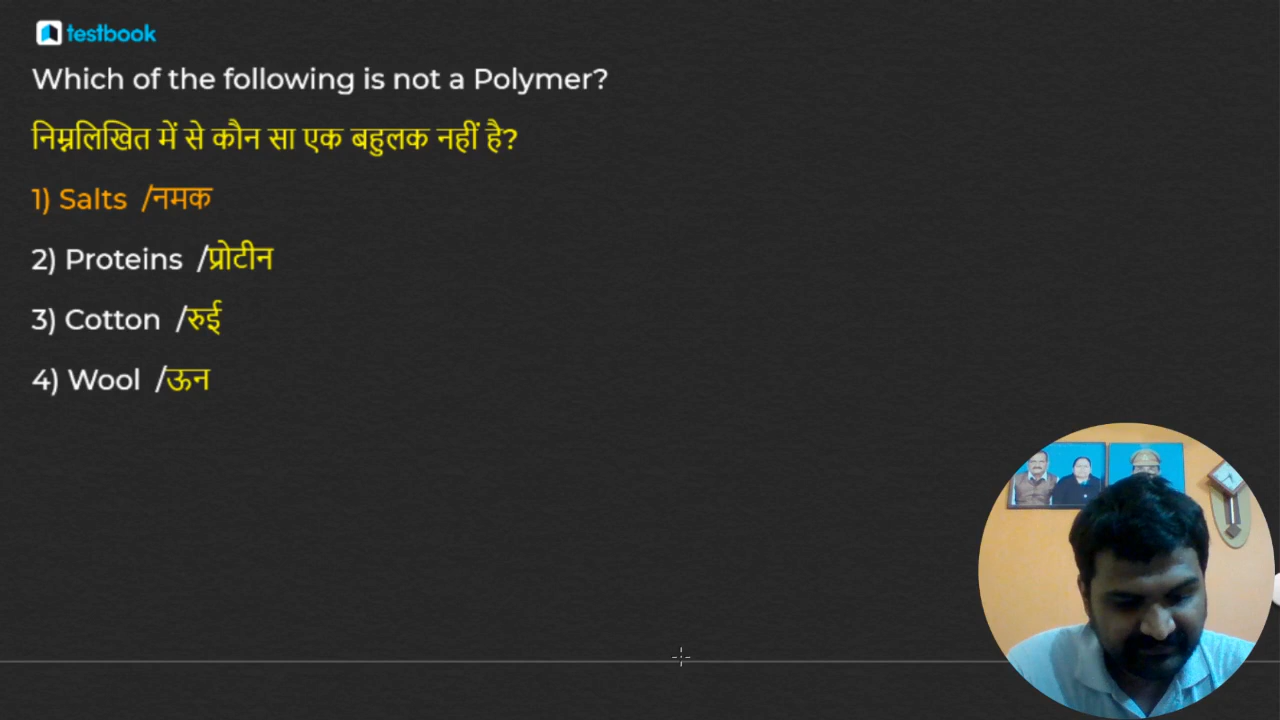 testbook
Which of the following is not a Polymer?
निम्नलिखित में से कौन सा एक बहुलक नहीं है?
1) Salts /नमक
2) Proteins /प्रोटीन
3) Cotton /रुई
4) Wool /ऊन